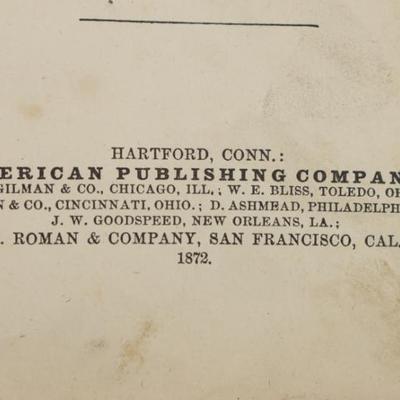 HARTFORD, CONN.:
ERICAN PUBLISHING COMPAN
GILMAN & CO., CHICAGO, ILL.; W. E. BLISS, TOLEDO, OH
N & CO., CINCINNATI, OHIO.; D. ASHMEAD, PHILADELPH
J. W. GOODSPEED, NEW ORLEANS, LA.;
. ROMAN & COMPANY, SAN FRANCISCO, CAL.
1872.